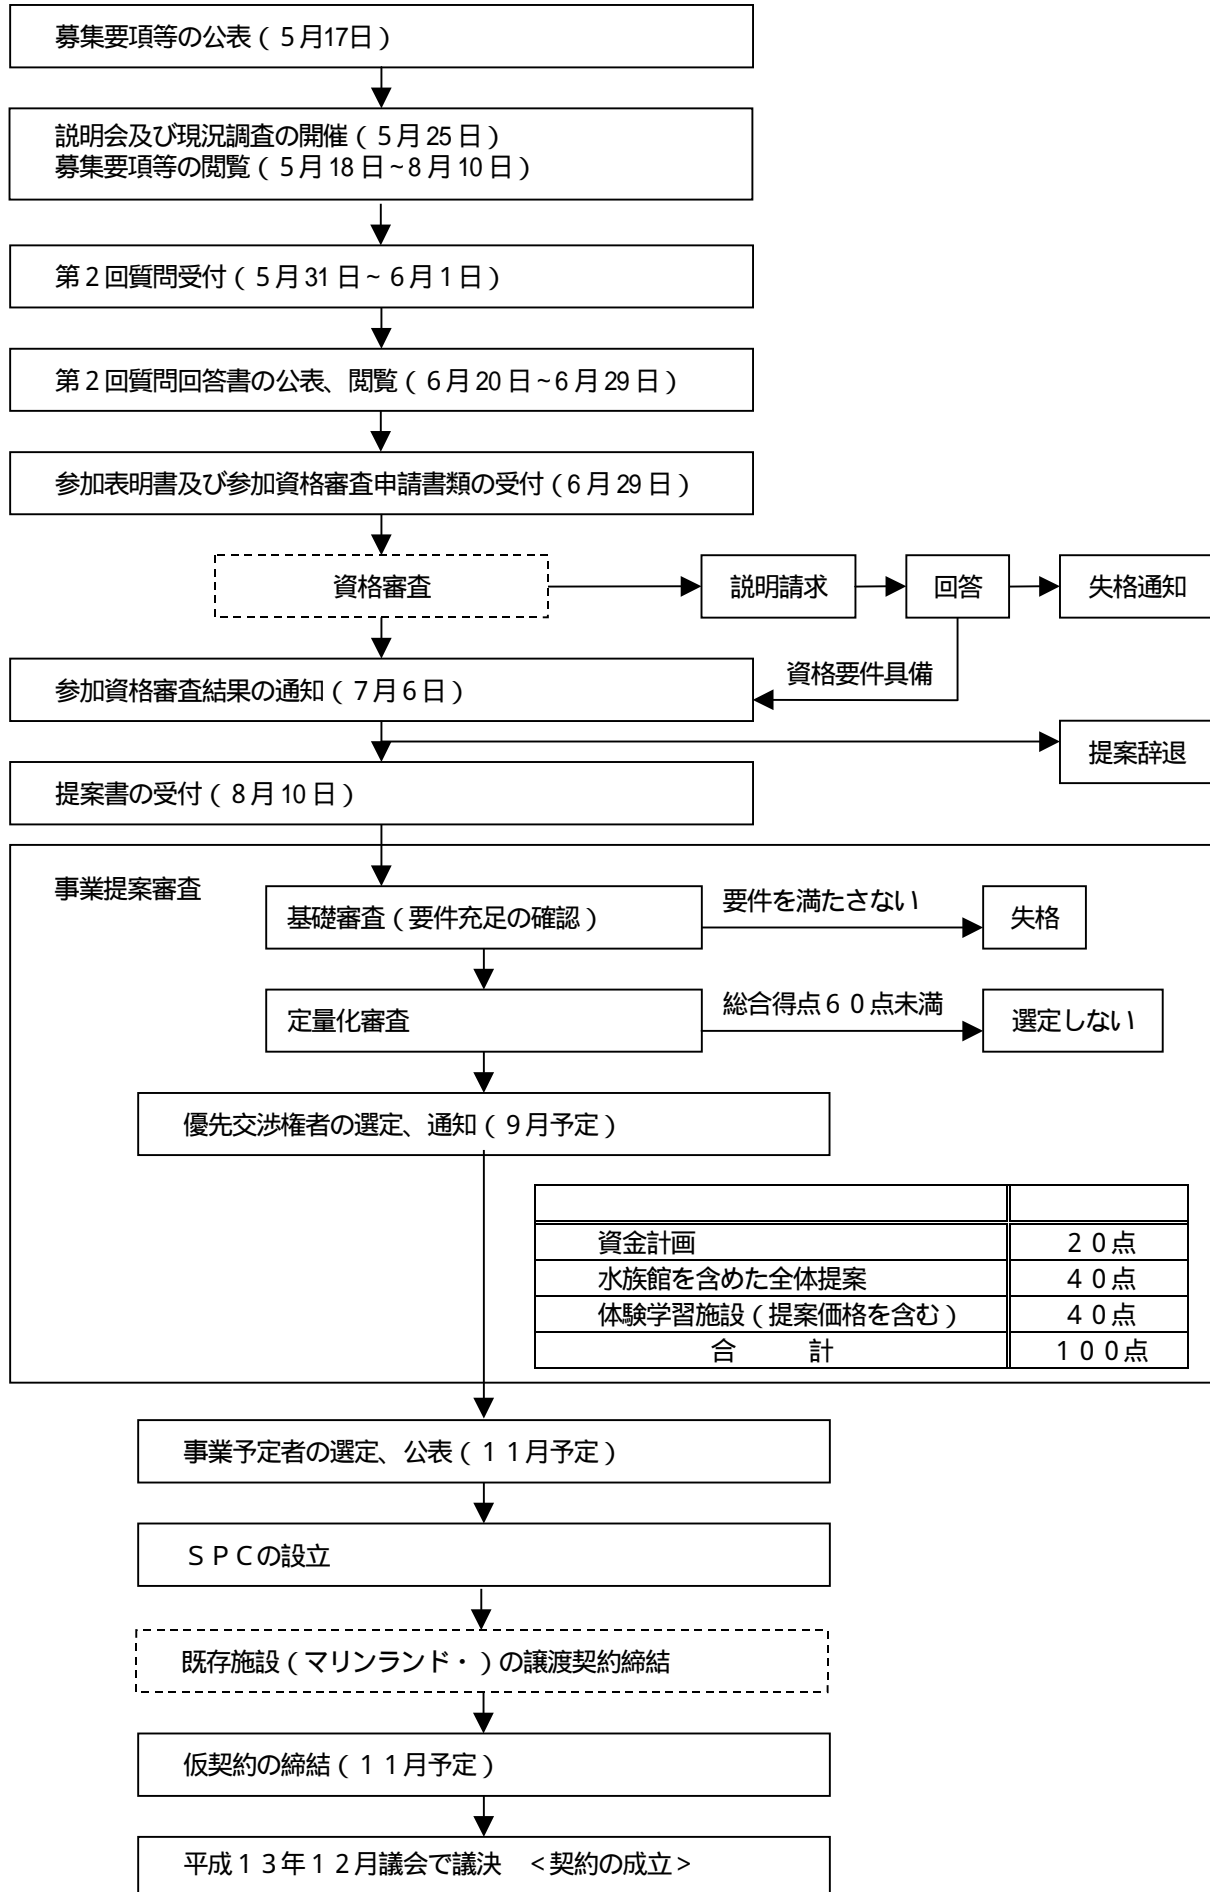 募集要項等の公表(5月17日)
説明会及び現況調査の開催(5月25日)
募集要項等の閲覧(5月18日~8月10日)
第2回質問受付(5月31日~6月1日)
第2回質問回答書の公表、閲覧(6月20日~6月29日)
参加表明書及び参加資格審査申請書類の受付(6月29日)
資格審査
説明請求
回答
失格通知
資格要件具備
参加資格審査結果の通知(7月6日)
提案辞退
提案書の受付(8月10日)
事業提案審査
基礎審査(要件充足の確認)
要件を満たさない
失格
定量化審査
総合得点60点未満
選定しない
優先交渉権者の選定、通知(9月予定)
資金計画 20点
水族館を含めた全体提案 40点
体験学習施設(提案価格を含む) 40点
合 計 100点
事業予定者の選定、公表(11月予定)
SPCの設立
既存施設(マリンランド・)の譲渡契約締結
仮契約の締結(11月予定)
平成13年12月議会で議決 <契約の成立>